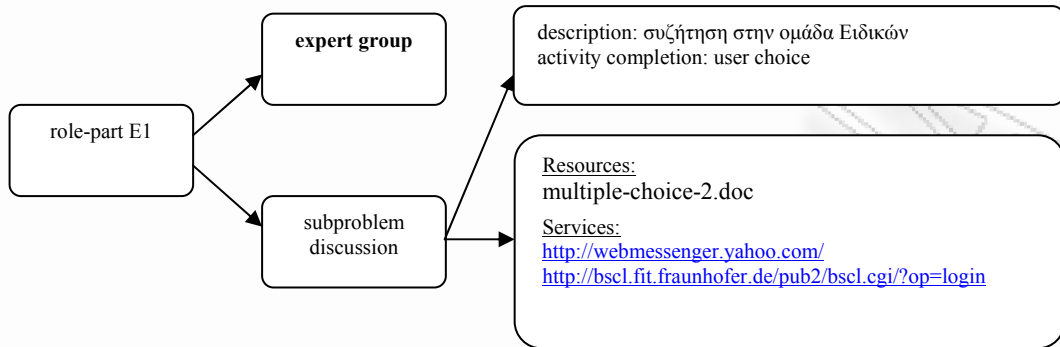 role-part E1
expert group
subproblem
discussion
description: συζήτηση στην ομάδα Ειδικών
activity completion: user choice
Resources:
multiple-choice-2.doc
Services:
http://webmessenger.yahoo.com/
http://bscl.fit.fraunhofer.de/pub2/bscl.cgi/?op=login